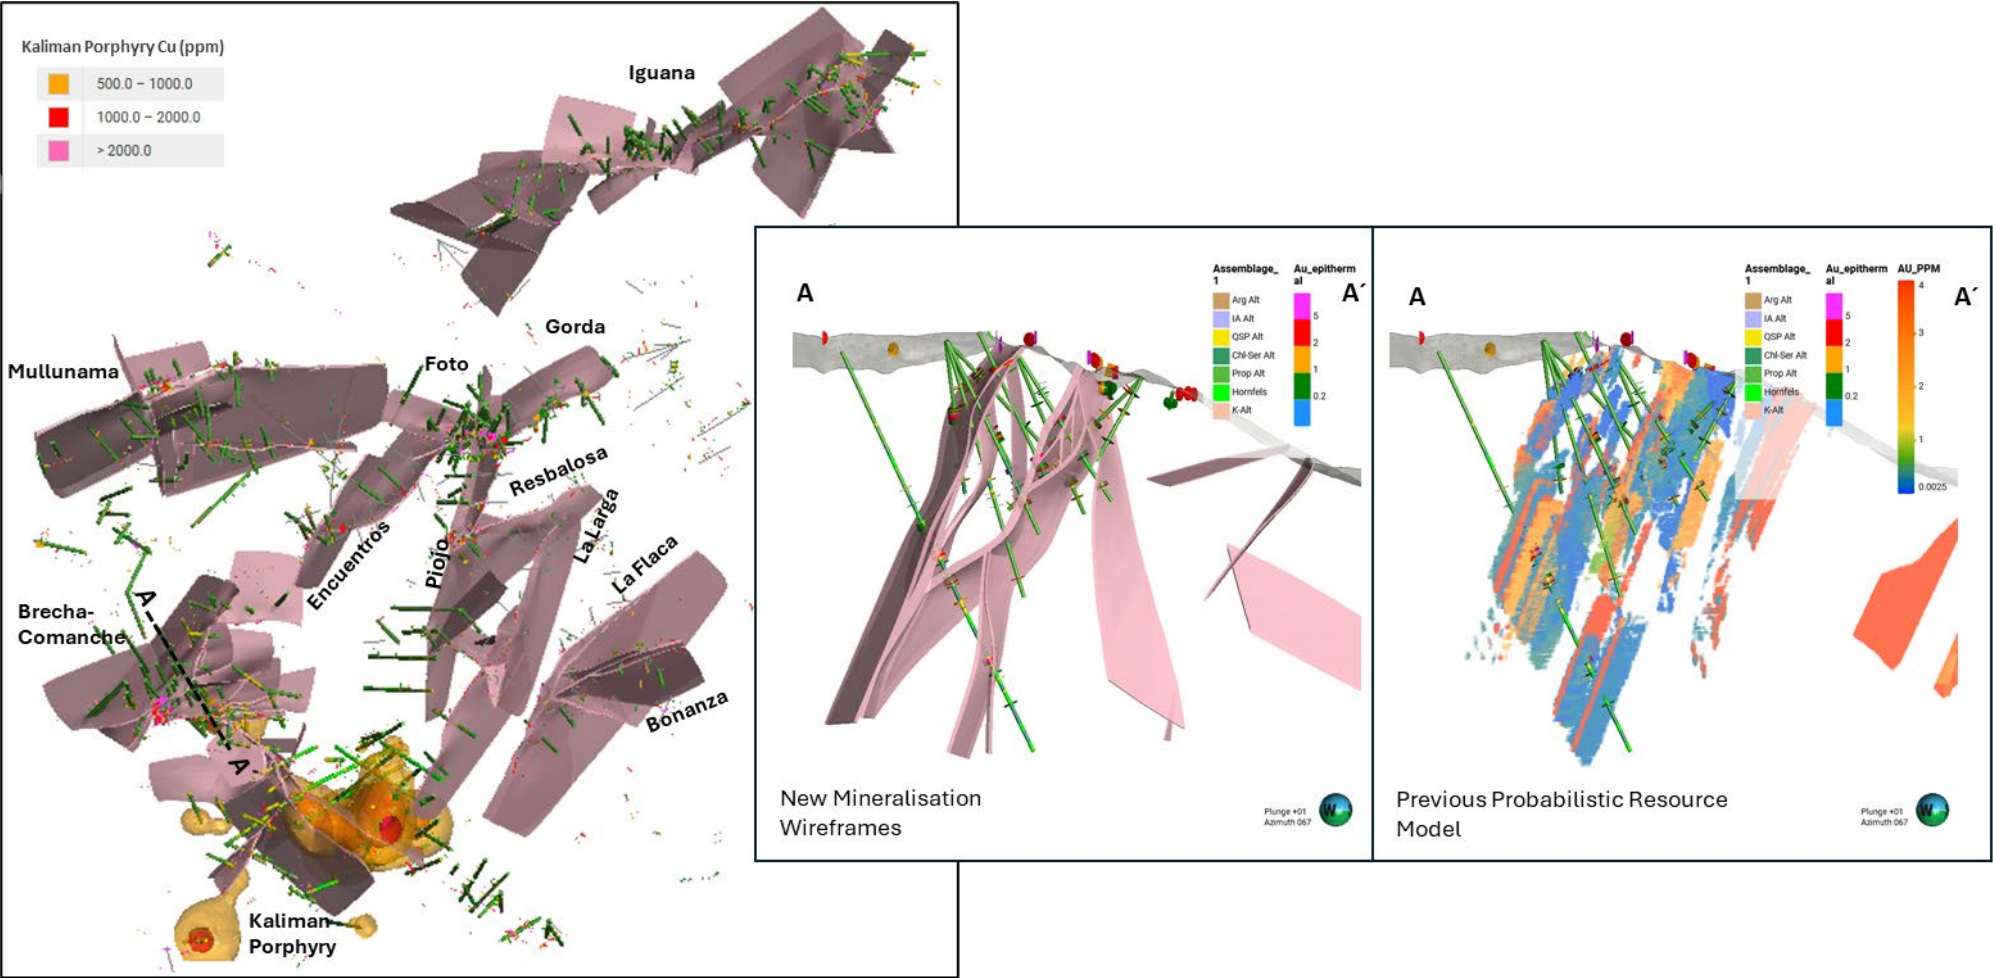 Kaliman Porphyry Cu (ppm)
500.0 – 1000.0
1000.0 – 2000.0
> 2000.0
Iguana
Gorda
Foto
Mullunama
Resbalosa
La Larga
Encuentros
Piojo
La Flaca
Brecha-
Comanche
A
A´
Bonanza
Kaliman
Porphyry
A
A´
Assemblage_
1
Arg Alt
IA Alt
QSP Alt
Chl-Ser Alt
Prop Alt
Hornfels
K-Alt
Au_epitherm
al
5
2
1
0.2
New Mineralisation
Wireframes
Plunge +01
Azimuth 067
W
A
A´
Assemblage_
1
Arg Alt
IA Alt
QSP Alt
Chl-Ser Alt
Prop Alt
Hornfels
K-Alt
Au_epitherm
al
5
2
1
0.2
AU_PPM
4
3
2
1
0.0025
Previous Probabilistic Resource
Model
Plunge +01
Azimuth 067
W